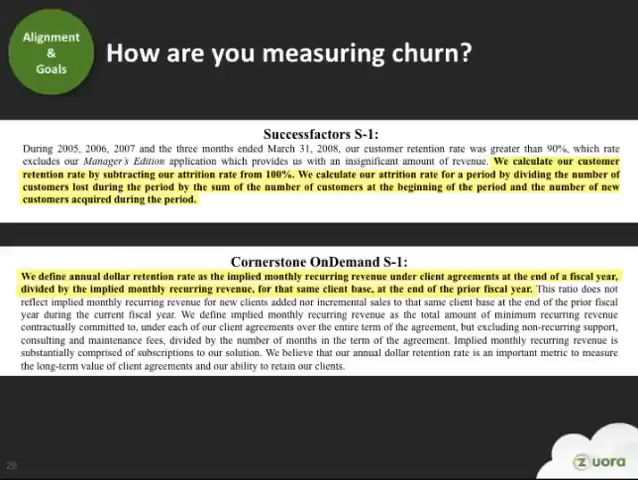 Alignment
&
Goals
How are you measuring churn?
Successfactors S-1:
During 2005, 2006, 2007 and the three months ended March 31, 2008, our customer retention rate was greater than 90%, which rate
excludes our Manager's Edition application which provides us with an insignificant amount of revenue. We calculate our customer
retention rate by subtracting our attrition rate from 100%. We calculate our attrition rate for a period by dividing the number of
customers lost during the period by the sum of the number of customers at the beginning of the period and the number of new
customers acquired during the period.
Cornerstone OnDemand S-1:
We define annual dollar retention rate as the implied monthly recurring revenue under client agreements at the end of a fiscal year,
divided by the implied monthly recurring revenue, for that same client base, at the end of the prior fiscal year. This ratio does not
reflect implied monthly recurring revenue for new clients added nor incremental sales to that same client base at the end of the prior fiscal
year during the current fiscal year. We define implied monthly recurring revenue as the total amount of minimum recurring revenue
contractually committed to, under each of our client agreements over the entire term of the agreement, but excluding non-recurring support,
consulting and maintenance fees, divided by the number of months in the term of the agreement. Implied monthly recurring revenue is
substantially comprised of subscriptions to our solution. We believe that our annual dollar retention rate is an important metric to measure
the long-term value of client agreements and our ability to retain our clients.
26
zuora